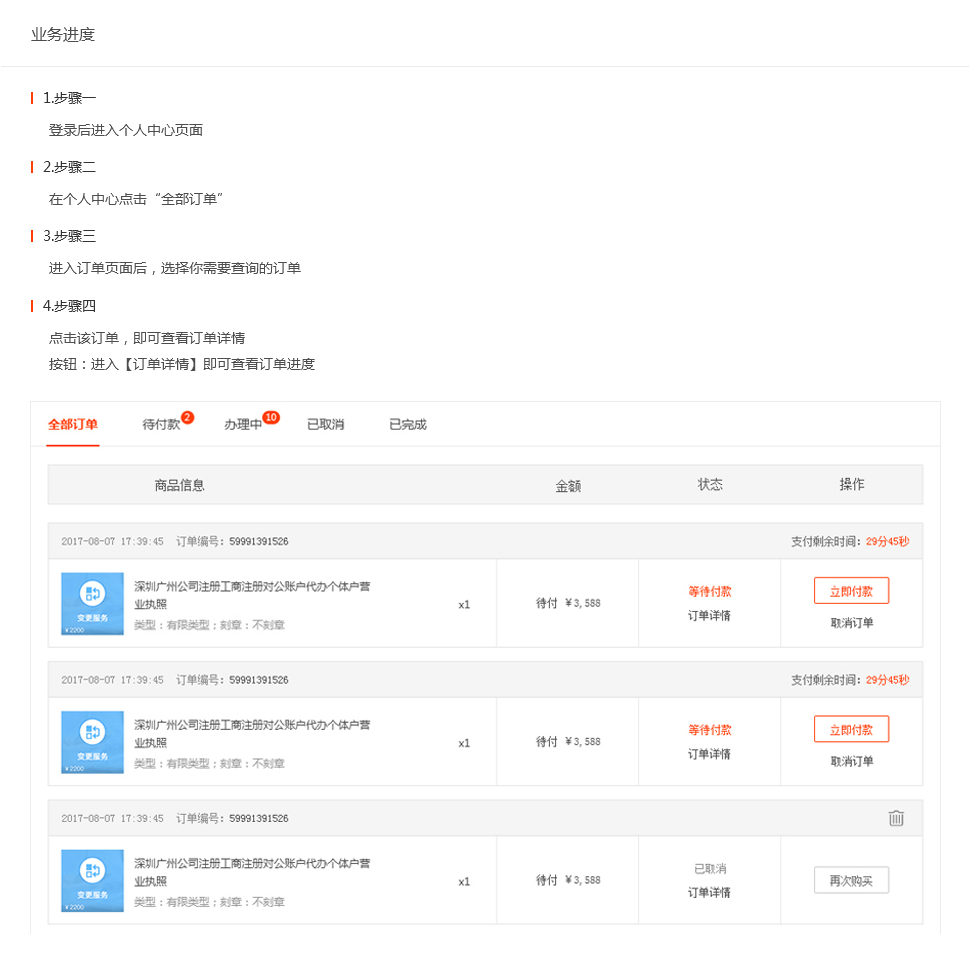 业务进度
1.步骤一
登录后进入个人中心页面
2.步骤二
在个人中心点击“全部订单”
3.步骤三
进入订单页面后，选择你需要查询的订单
4.步骤四
点击该订单，即可查看订单详情
按钮：进入【订单详情】即可查看订单进度
全部订单 待付款 2 办理中 10 已取消 已完成
商品信息 金额 状态 操作
2017-08-07 17:39:45 订单编号：59991391526 支付剩余时间：29分45秒
深圳广州公司注册工商注册对公账户代办个体户营
业执照
类型：有限类型；刻章：不刻章
变更服务
￥2200
x1
待付 ￥3,588
等待付款
订单详情
立即付款
取消订单
2017-08-07 17:39:45 订单编号：59991391526 支付剩余时间：29分45秒
深圳广州公司注册工商注册对公账户代办个体户营
业执照
类型：有限类型；刻章：不刻章
变更服务
￥2200
x1
待付 ￥3,588
等待付款
订单详情
立即付款
取消订单
2017-08-07 17:39:45 订单编号：59991391526
深圳广州公司注册工商注册对公账户代办个体户营
业执照
类型：有限类型；刻章：不刻章
变更服务
￥2200
x1
待付 ￥3,588
已取消
订单详情
再次购买